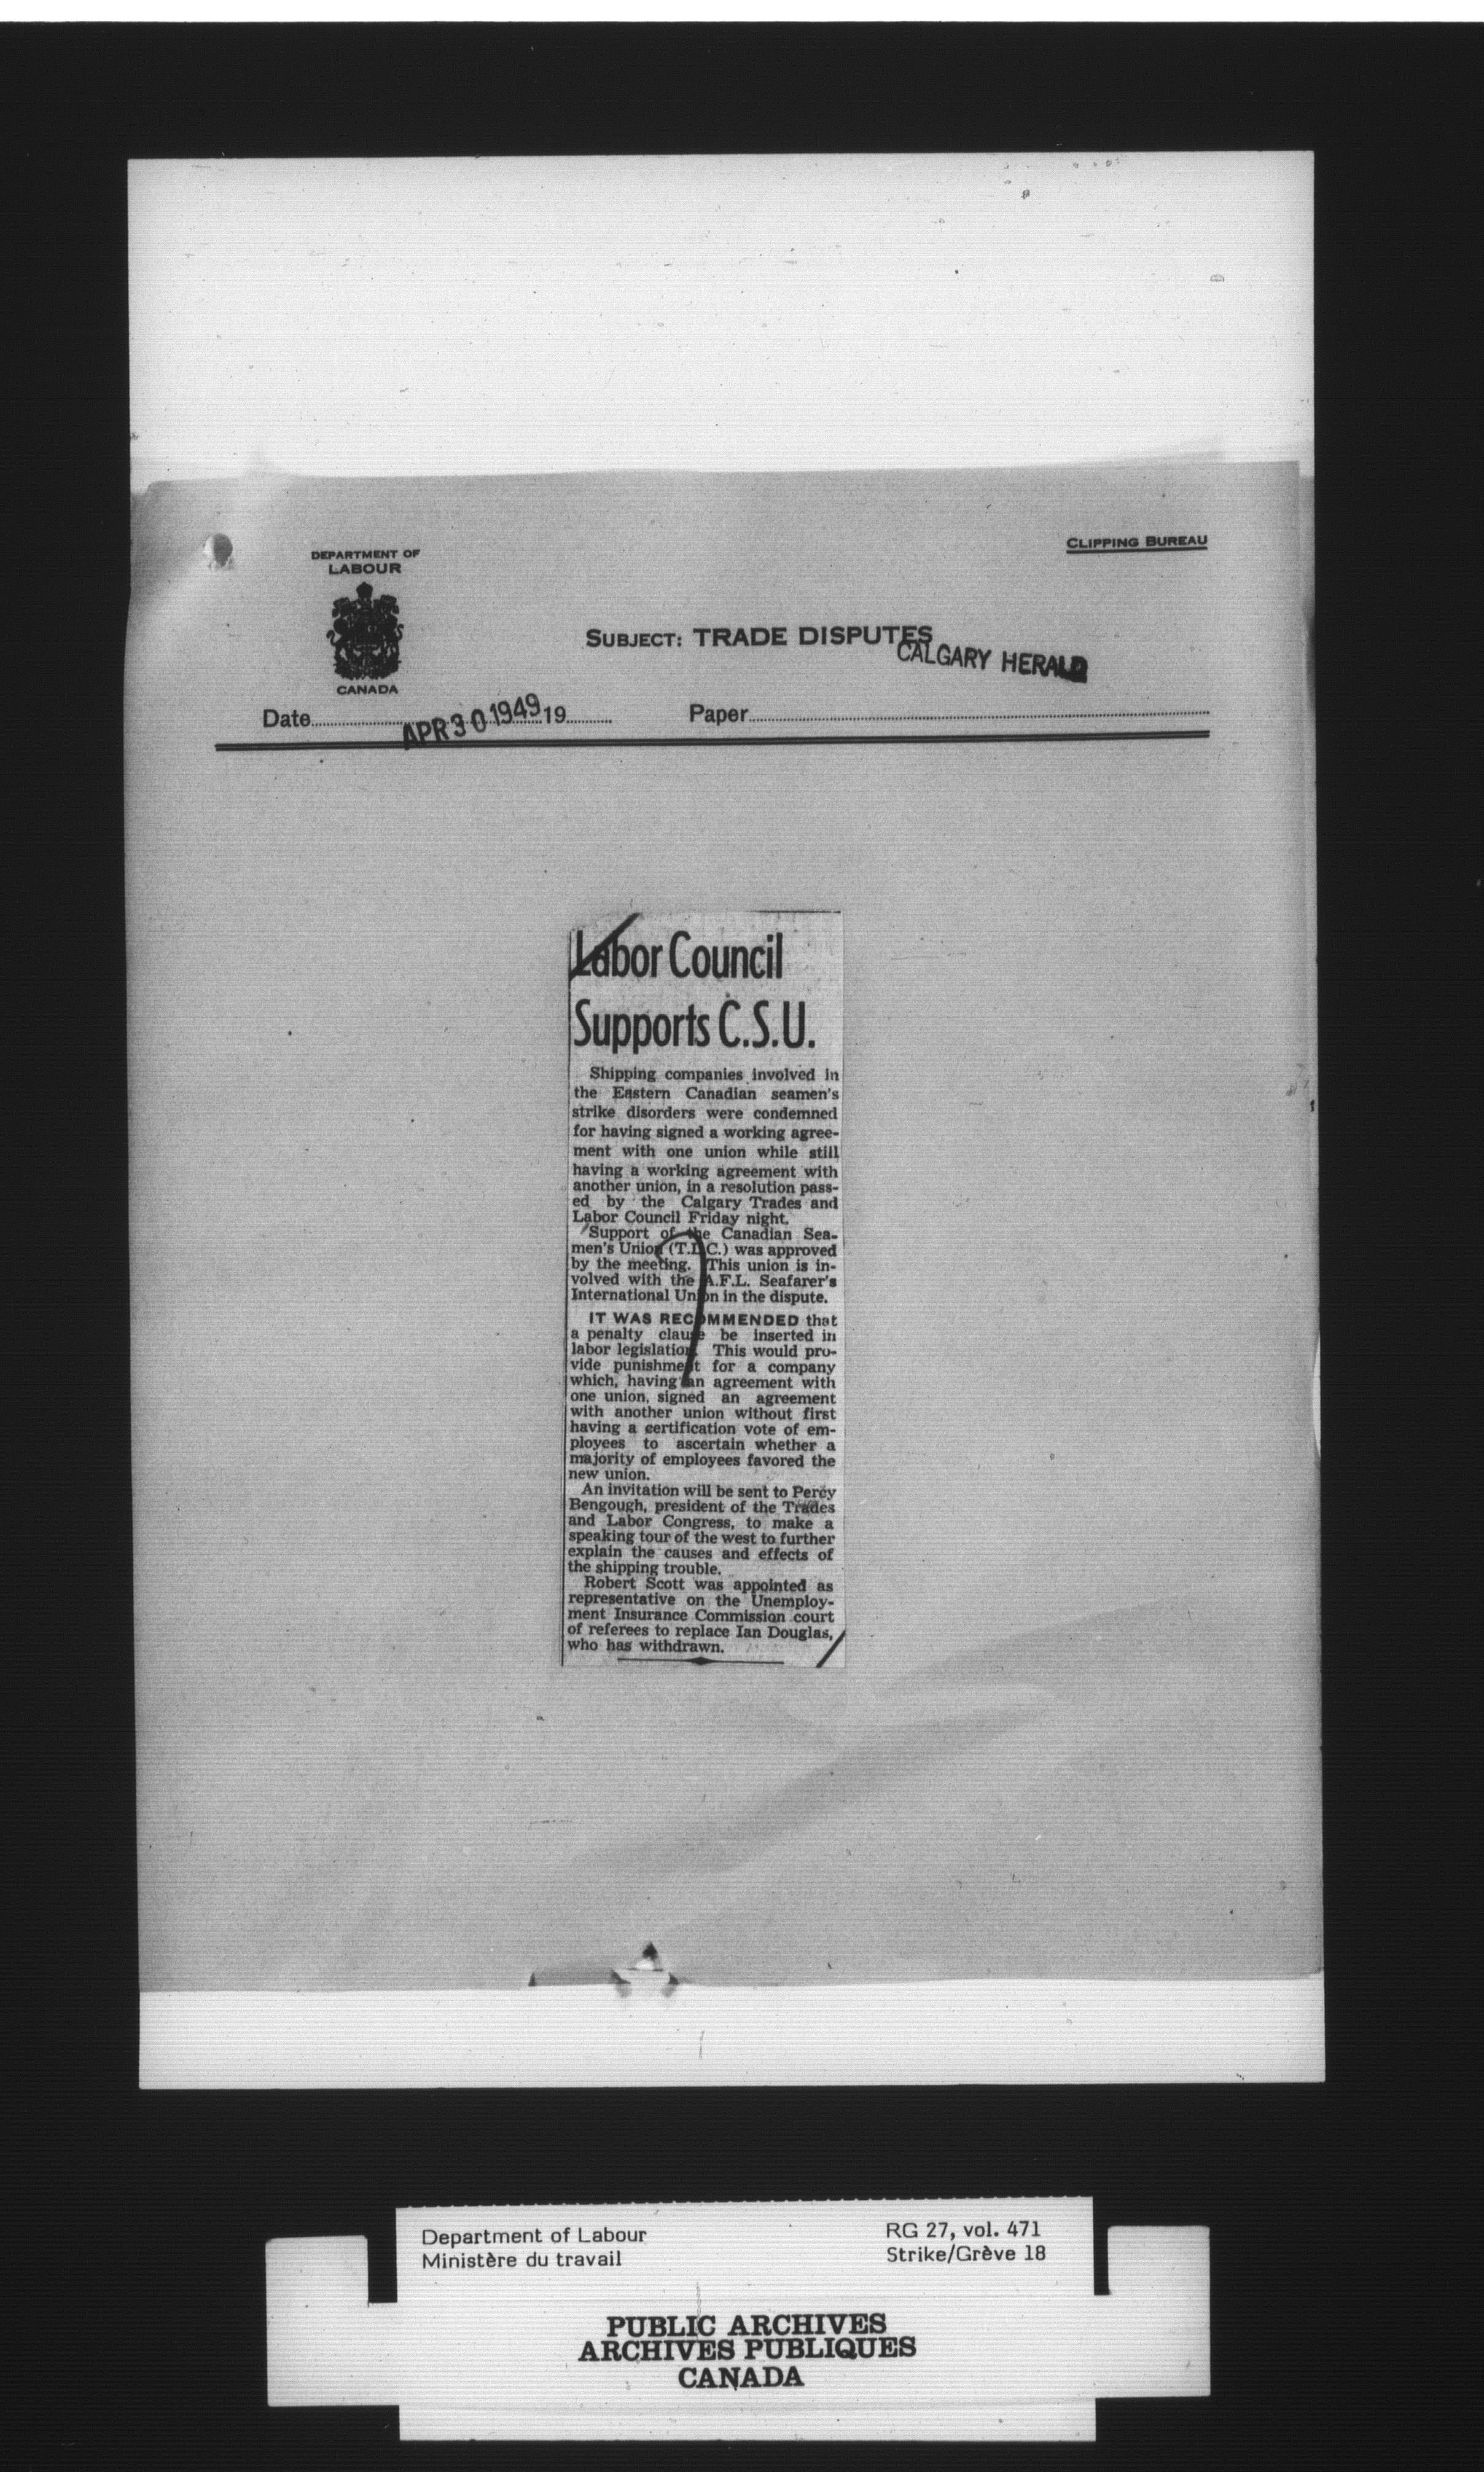 DEPARTMENT OF
LABOUR
CANADA
CLIPPING BUREAU
SUBJECT: TRADE DISPUTES
CALGARY HERALD
Date APR 30 1949 19
Paper
Labor Council
Supports C.S.U.
Shipping companies involved in
the Eastern Canadian seamen's
strike disorders were condemned
for having signed a working agree-
ment with one union while still
having a working agreement with
another union, in a resolution pass-
ed by the Calgary Trades and
Labor Council Friday night.
Support of the Canadian Sea-
men's Union (T.L.C.) was approved
by the meeting. This union is in-
volved with the A.F.L. Seafarer's
International Union in the dispute.
IT WAS RECOMMENDED that
a penalty clause be inserted in
labor legislation. This would pro-
vide punishment for a company
which, having an agreement with
one union, signed an agreement
with another union without first
having a certification vote of em-
ployees to ascertain whether a
majority of employees favored the
new union.
An invitation will be sent to Percy
Bengough, president of the Trades
and Labor Congress, to make a
speaking tour of the west to further
explain the causes and effects of
the shipping trouble.
Robert Scott was appointed as
representative on the Unemploy-
ment Insurance Commission court
of referees to replace Ian Douglas,
who has withdrawn.
Department of Labour
Ministère du travail
RG 27, vol. 471
Strike/Grève 18
PUBLIC ARCHIVES
ARCHIVES PUBLIQUES
CANADA